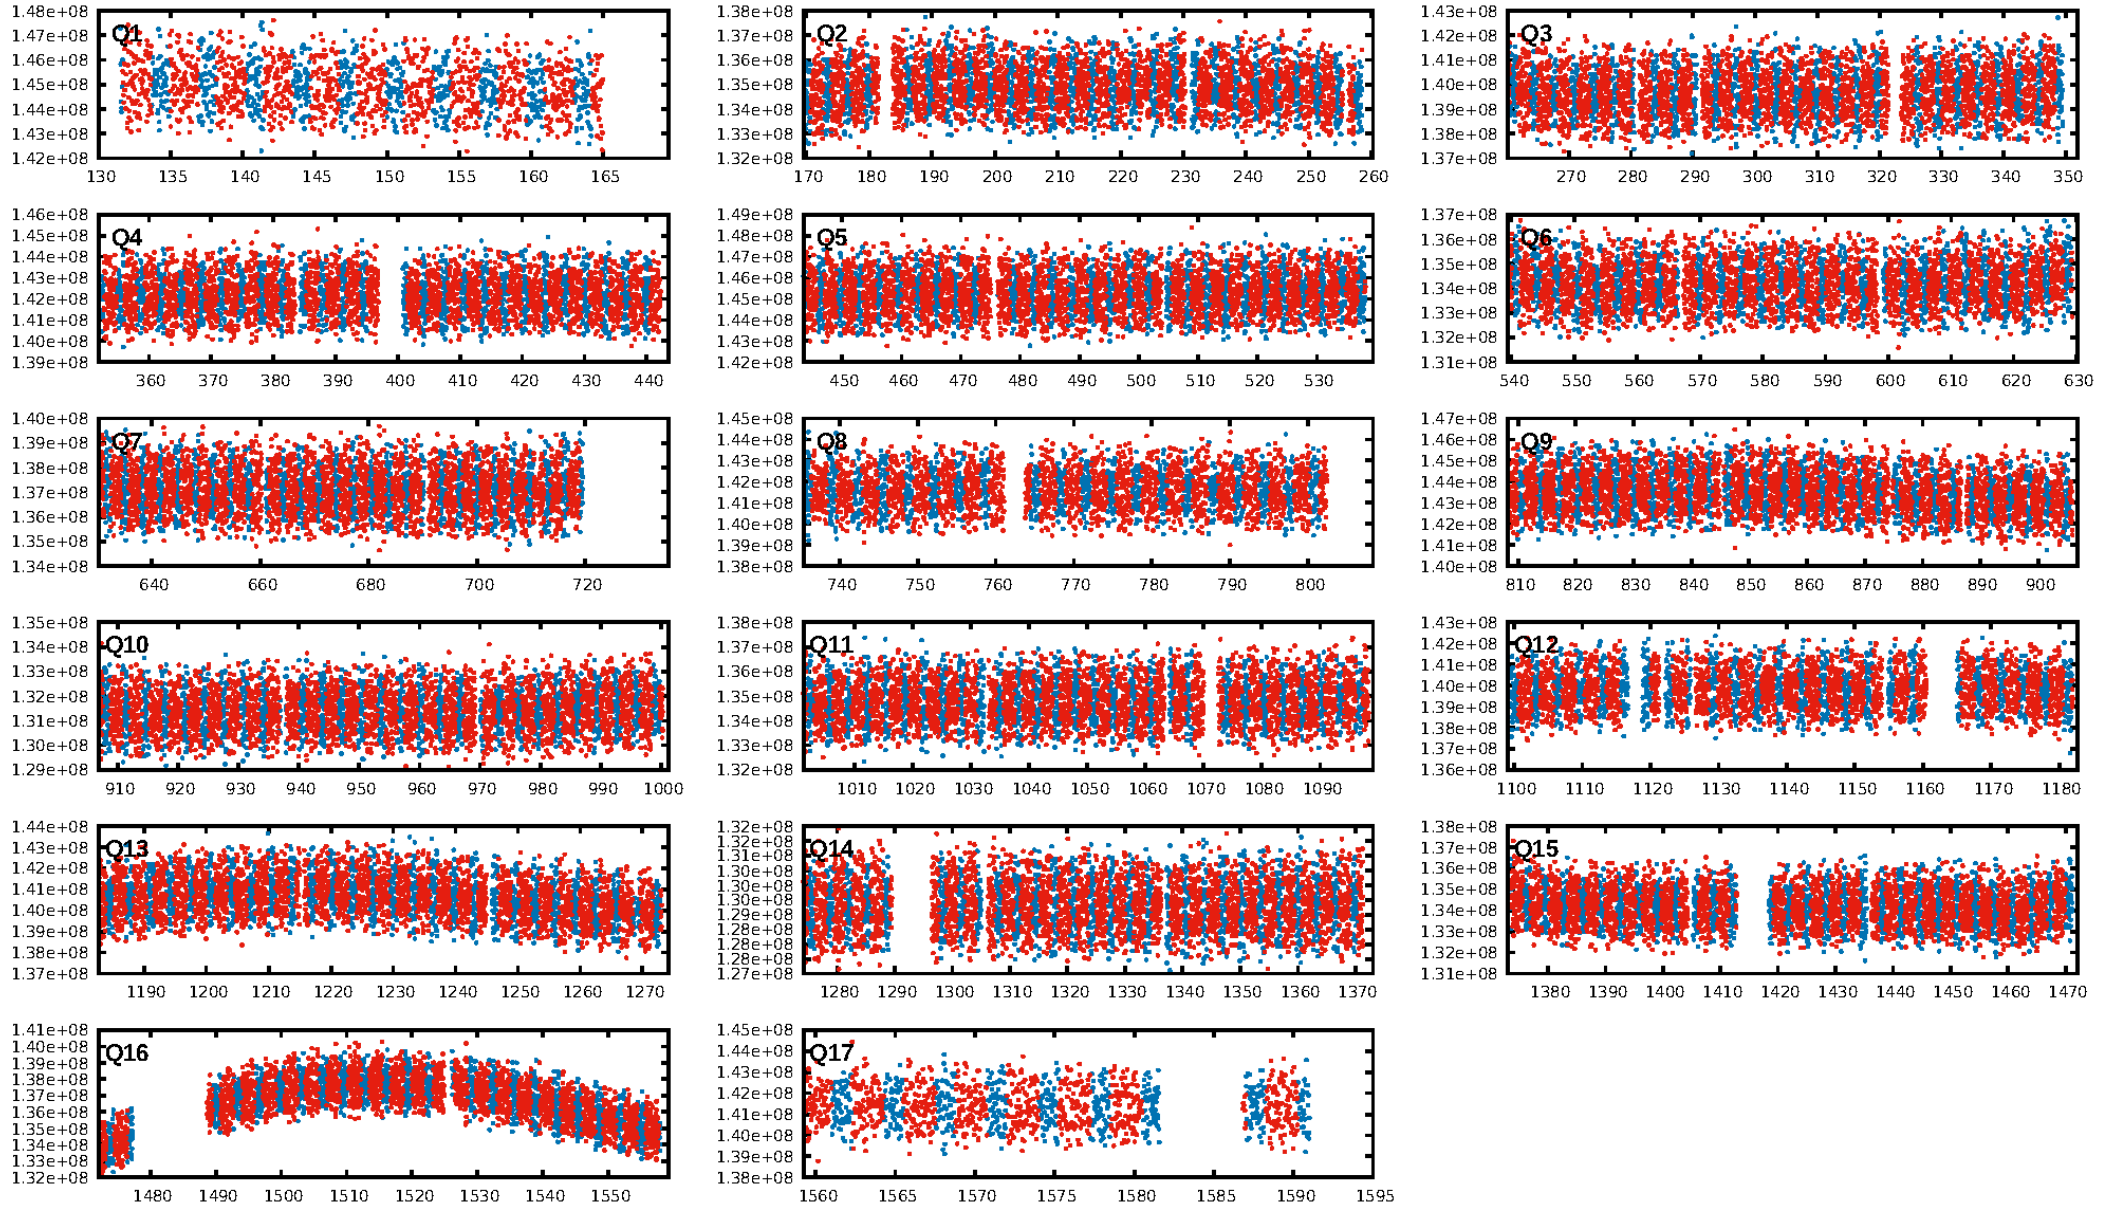 1.48e+08 1.47e+08 1.46e+08 1.45e+08 1.44e+08 1.43e+08 1.42e+08
Q1
130 135 140 145 150 155 160 165
1.38e+08 1.37e+08 1.36e+08 1.35e+08 1.34e+08 1.33e+08 1.32e+08
Q2
170 180 190 200 210 220 230 240 250 260
1.43e+08 1.42e+08 1.41e+08 1.40e+08 1.39e+08 1.38e+08 1.37e+08
Q3
270 280 290 300 310 320 330 340 350
1.46e+08 1.45e+08 1.44e+08 1.43e+08 1.42e+08 1.41e+08 1.40e+08 1.39e+08
Q4
360 370 380 390 400 410 420 430 440
1.49e+08 1.48e+08 1.47e+08 1.46e+08 1.45e+08 1.44e+08 1.43e+08 1.42e+08
Q5
450 460 470 480 490 500 510 520 530
1.37e+08 1.36e+08 1.35e+08 1.34e+08 1.33e+08 1.32e+08 1.31e+08
Q6
540 550 560 570 580 590 600 610 620 630
1.40e+08 1.39e+08 1.38e+08 1.37e+08 1.36e+08 1.35e+08 1.34e+08
Q7
640 660 680 700 720
1.45e+08 1.44e+08 1.43e+08 1.42e+08 1.41e+08 1.40e+08 1.39e+08 1.38e+08
Q8
740 750 760 770 780 790 800
1.47e+08 1.46e+08 1.45e+08 1.44e+08 1.43e+08 1.42e+08 1.41e+08 1.40e+08
Q9
810 820 830 840 850 860 870 880 890 900
1.35e+08 1.34e+08 1.33e+08 1.32e+08 1.31e+08 1.30e+08 1.29e+08
Q10
910 920 930 940 950 960 970 980 990 1000
1.38e+08 1.37e+08 1.36e+08 1.35e+08 1.34e+08 1.33e+08 1.32e+08
Q11
1010 1020 1030 1040 1050 1060 1070 1080 1090
1.43e+08 1.42e+08 1.41e+08 1.40e+08 1.39e+08 1.38e+08 1.37e+08 1.36e+08
Q12
1100 1110 1120 1130 1140 1150 1160 1170 1180
1.44e+08 1.43e+08 1.42e+08 1.41e+08 1.40e+08 1.39e+08 1.38e+08 1.37e+08
Q13
1190 1200 1210 1220 1230 1240 1250 1260 1270
1.32e+08 1.31e+08 1.31e+08 1.30e+08 1.30e+08 1.29e+08 1.29e+08 1.28e+08 1.28e+08 1.27e+08
Q14
1280 1290 1300 1310 1320 1330 1340 1350 1360 1370
1.38e+08 1.37e+08 1.36e+08 1.35e+08 1.34e+08 1.33e+08 1.32e+08 1.31e+08
Q15
1380 1390 1400 1410 1420 1430 1440 1450 1460 1470
1.41e+08 1.40e+08 1.39e+08 1.38e+08 1.37e+08 1.36e+08 1.35e+08 1.34e+08 1.33e+08 1.32e+08
Q16
1480 1490 1500 1510 1520 1530 1540 1550
1.45e+08 1.44e+08 1.43e+08 1.42e+08 1.41e+08 1.40e+08 1.39e+08 1.38e+08
Q17
1560 1565 1570 1575 1580 1585 1590 1595